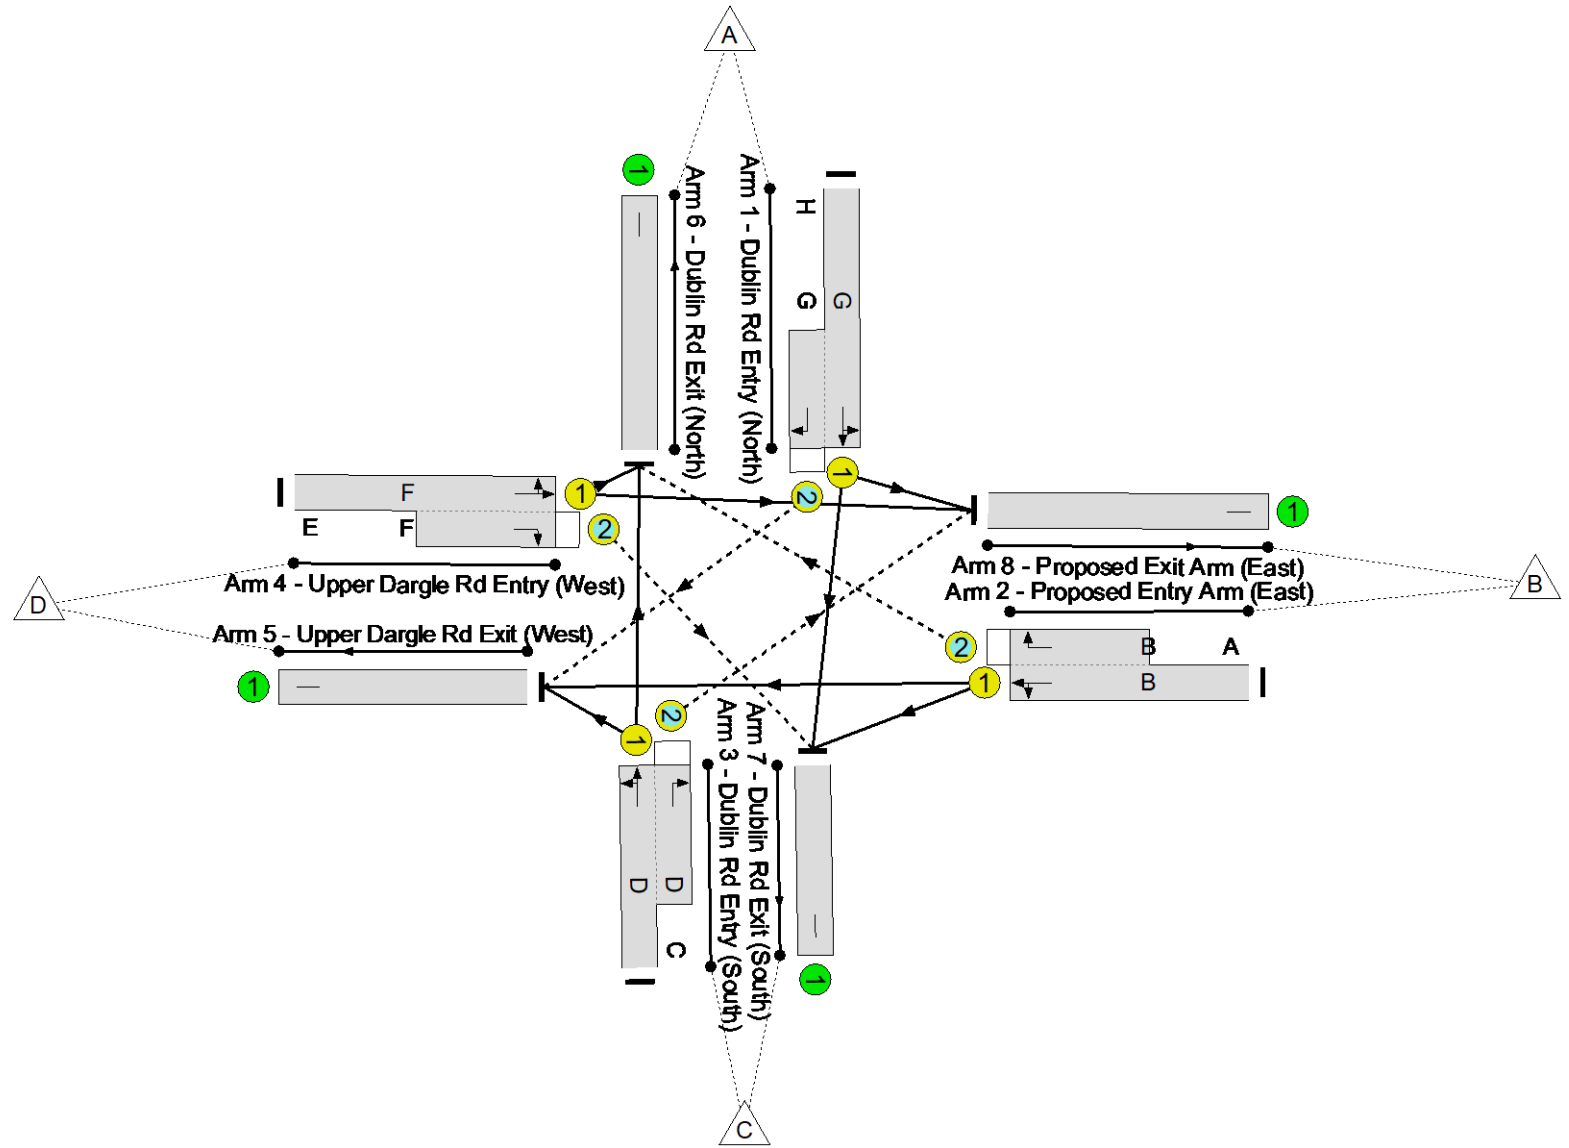 A
1
Arm 6 - Dublin Rd Exit (North)
Arm 1 - Dublin Rd Entry (North)
H
G
G
F
E
F
1
2
2
1
1
Arm 4 - Upper Dargle Rd Entry (West)
Arm 8 - Proposed Exit Arm (East)
Arm 2 - Proposed Entry Arm (East)
D
B
Arm 5 - Upper Dargle Rd Exit (West)
2
B
A
1
1
B
2
1
D
D
C
Arm 7 - Dublin Rd Exit (South)
Arm 3 - Dublin Rd Entry (South)
1
C